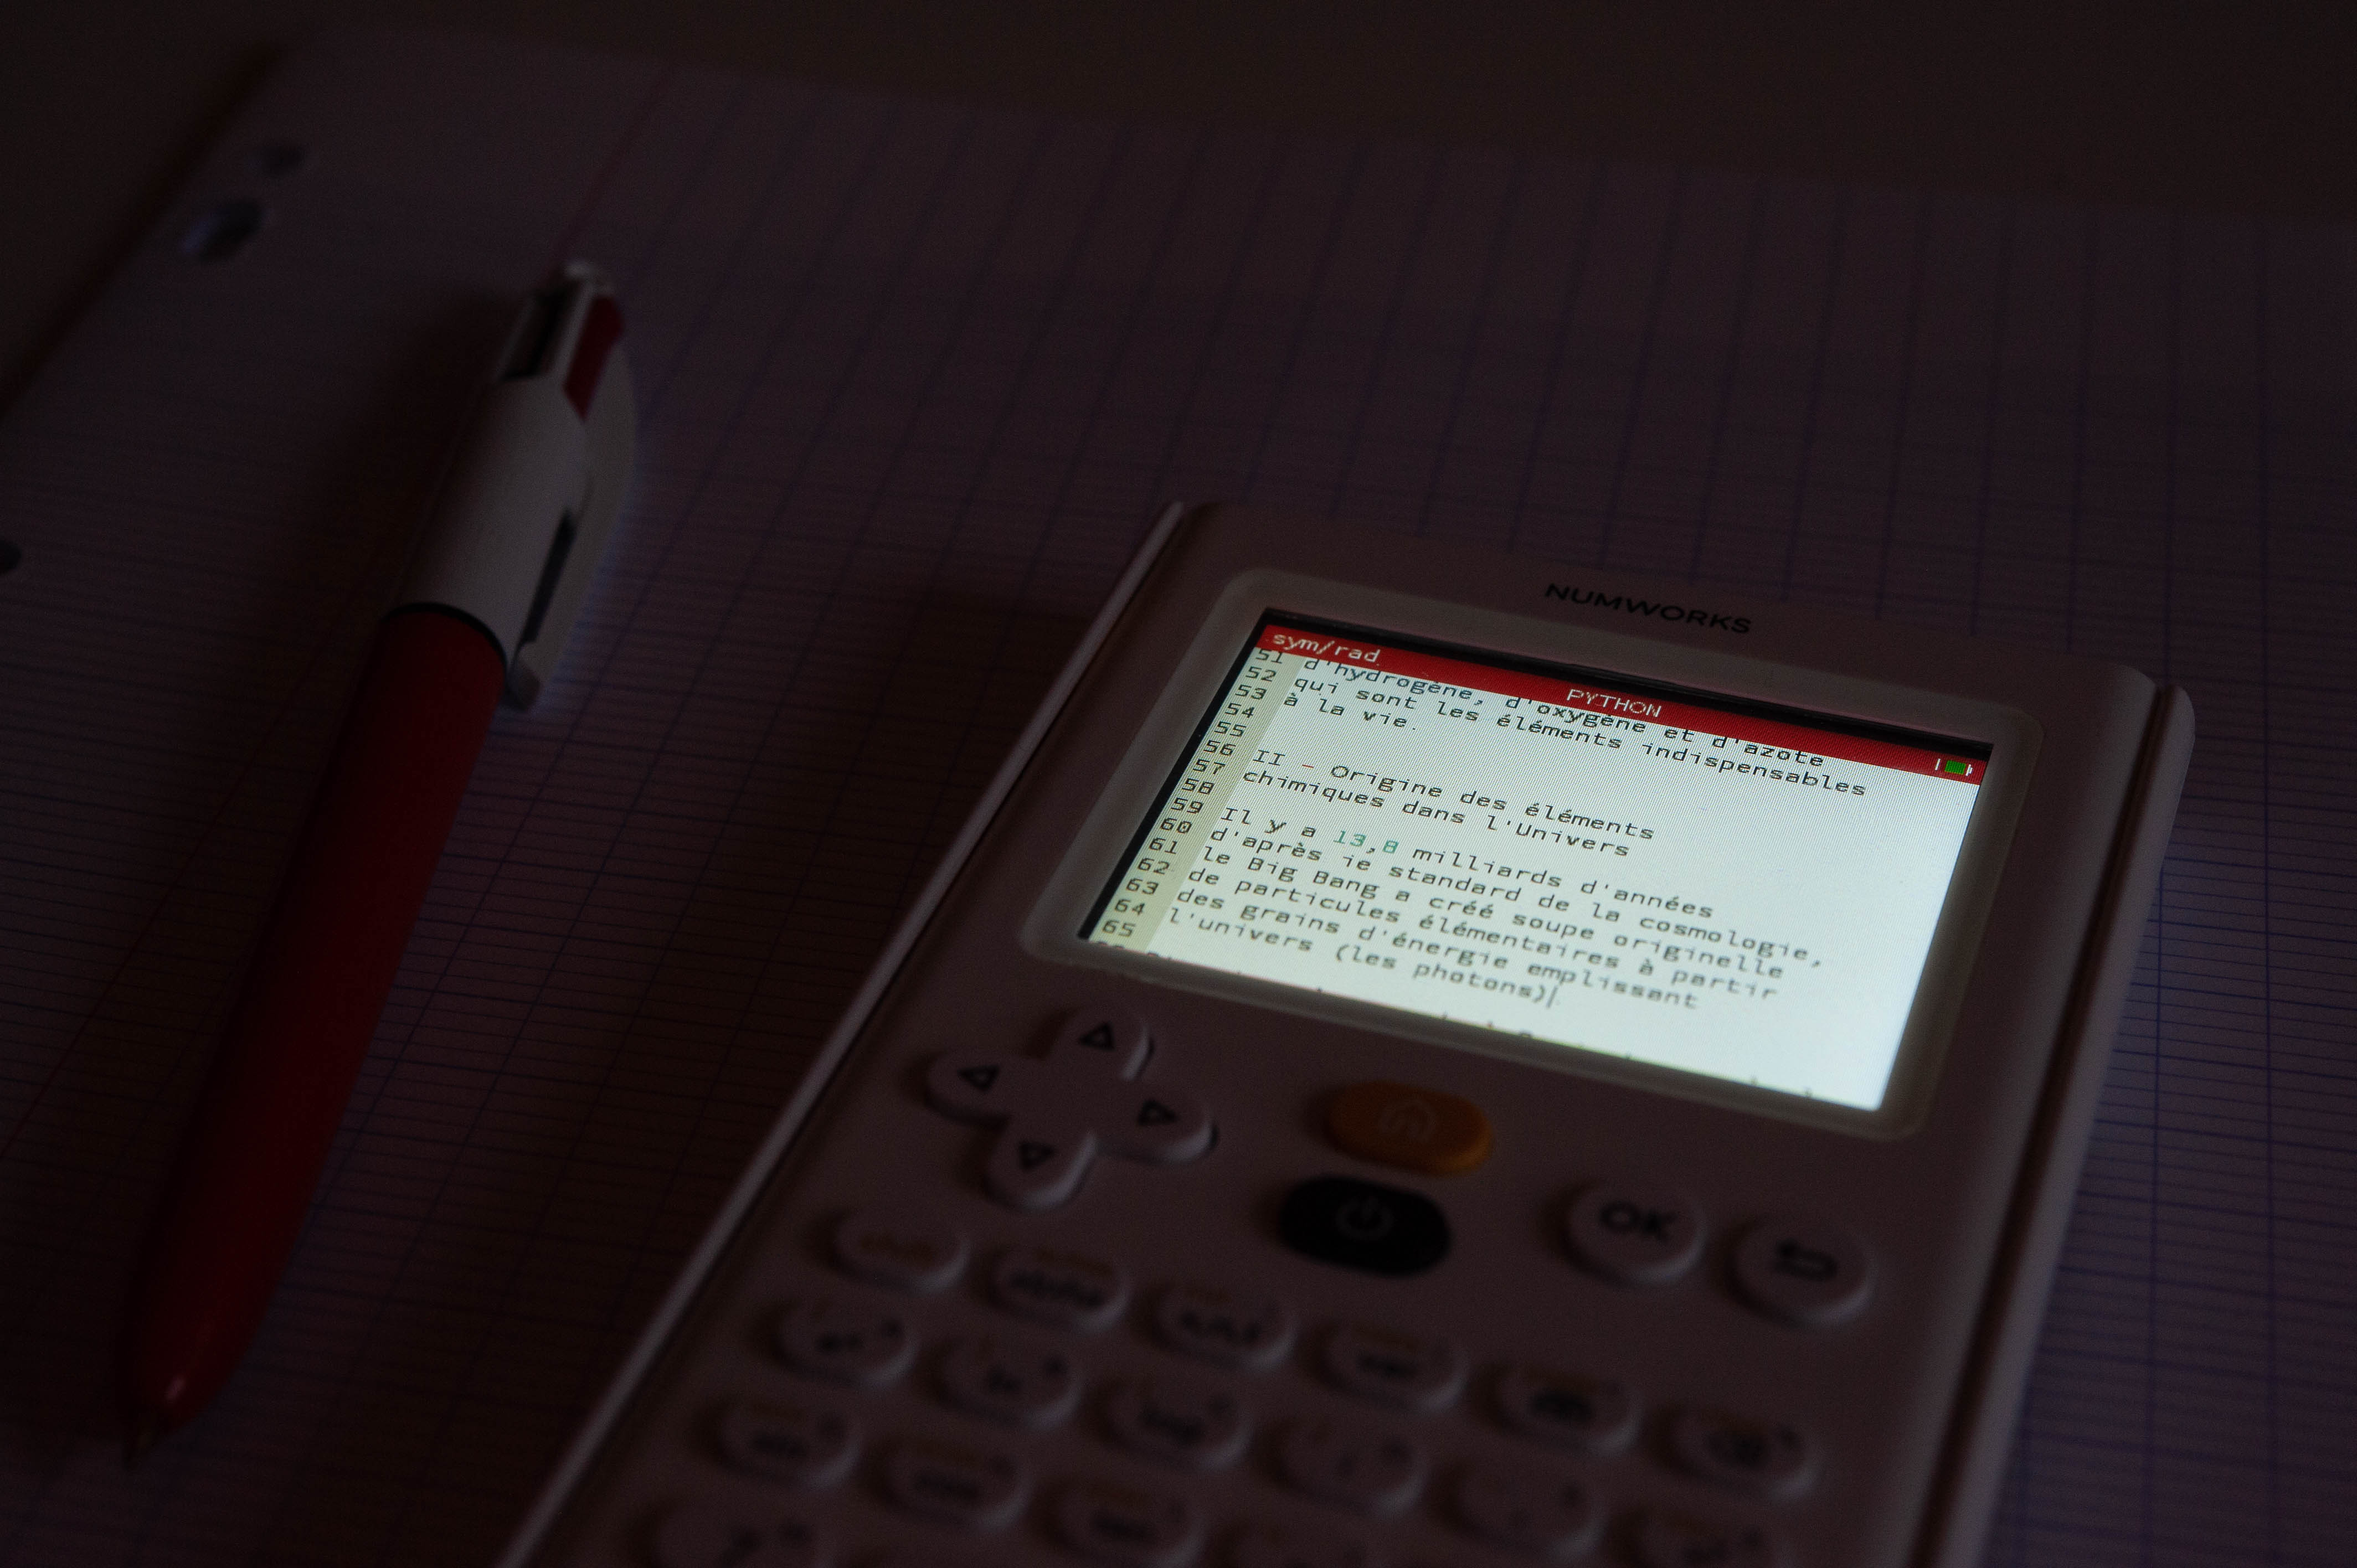 NUMWORKS
sym/rad PYTHON
51 d'hydrogène, d'oxygène et d'azote
52 qui sont les éléments indispensables
53 à la vie.
54
55
56 II - Origine des éléments
57 chimiques dans l'Univers
58
59 Il y a 13,8 milliards d'années
60 d'après le standard de la cosmologie,
61 le Big Bang a créé soupe originelle
62 de particules élémentaires à partir
63 des grains d'énergie emplissant
64 l'univers (les photons)
65
OK
alpha